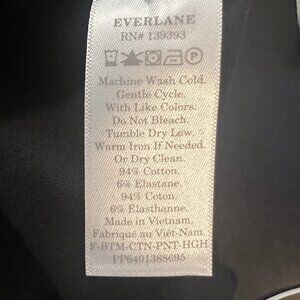 EVERLANE
RN# 139393
Machine Wash Cold.
Gentle Cycle.
With Like Colors.
Do Not Bleach.
Tumble Dry Low.
Warm Iron If Needed.
Or Dry Clean.
94% Cotton.
6% Elastane.
94% Coton.
6% Elasthanne.
Made in Vietnam.
Fabriqué au Viêt-Nam.
F-BTM-CTN-PNT-HGH
PP6401388695